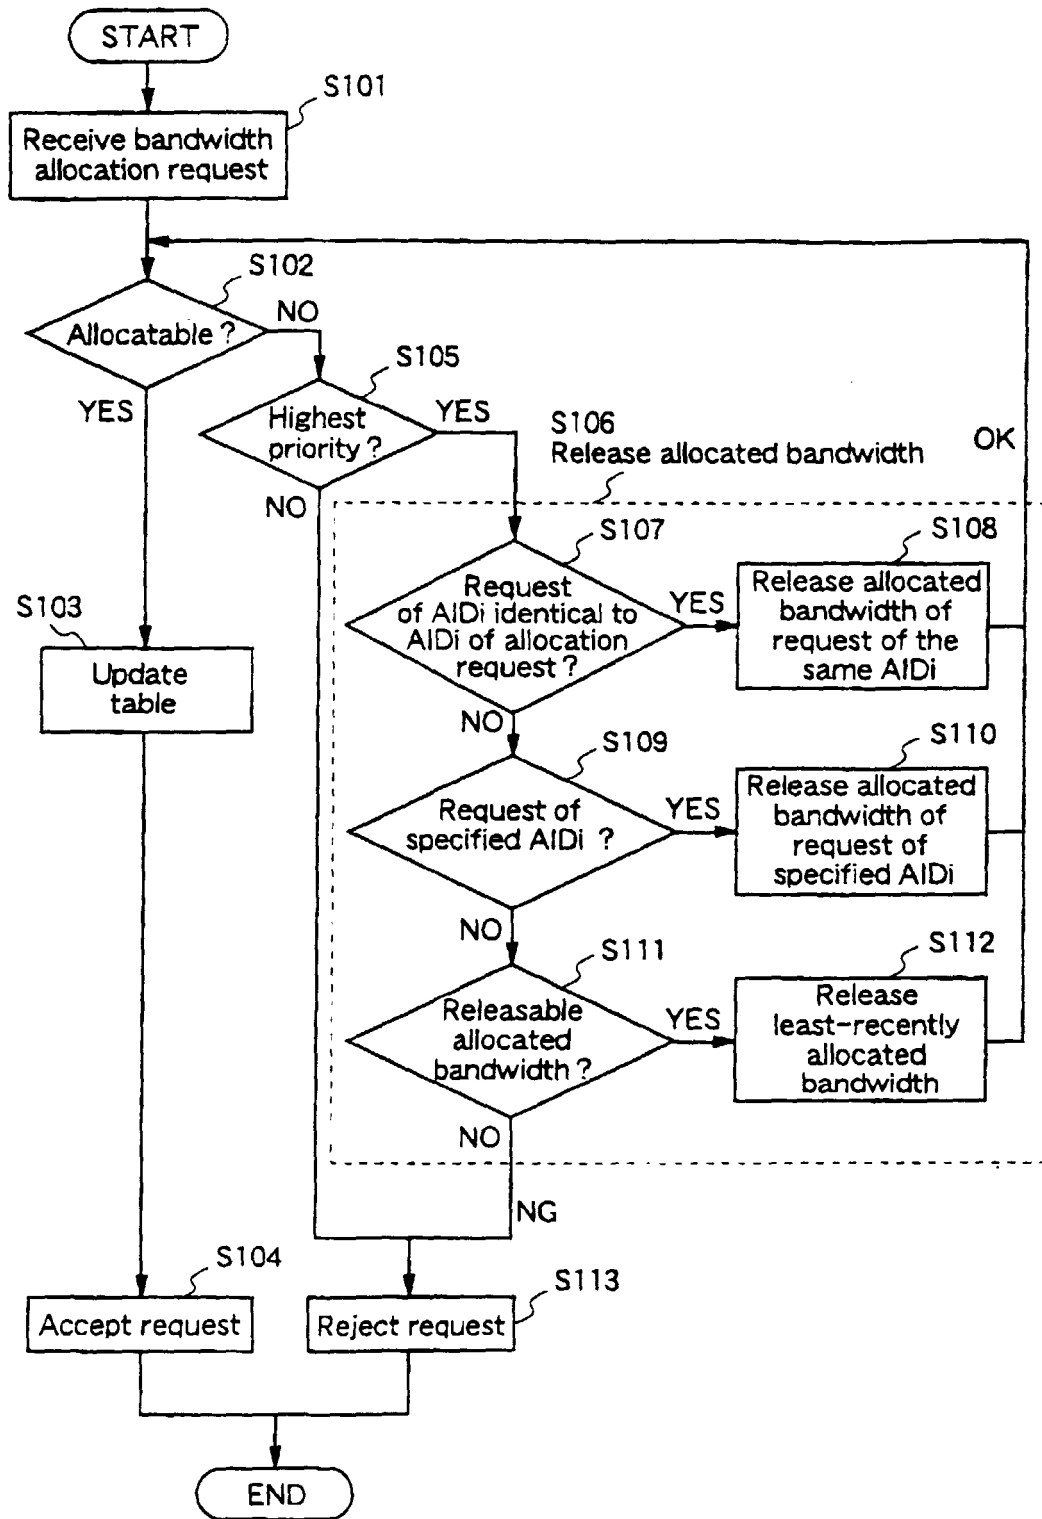 START
S101
Receive bandwidth
allocation request
S102
Allocatable ?
NO
YES
S105
Highest
priority ?
YES
NO
S106
Release allocated bandwidth
OK
S107
Request
of AIDi identical to
AIDi of allocation
request ?
YES
NO
S108
Release allocated
bandwidth of
request of the
same AIDi
S103
Update
table
S109
Request of
specified AIDi ?
YES
NO
S110
Release allocated
bandwidth of
request of
specified AIDi
S111
Releasable
allocated
bandwidth ?
YES
NO
S112
Release
least-recently
allocated
bandwidth
NG
S104
Accept request
S113
Reject request
END